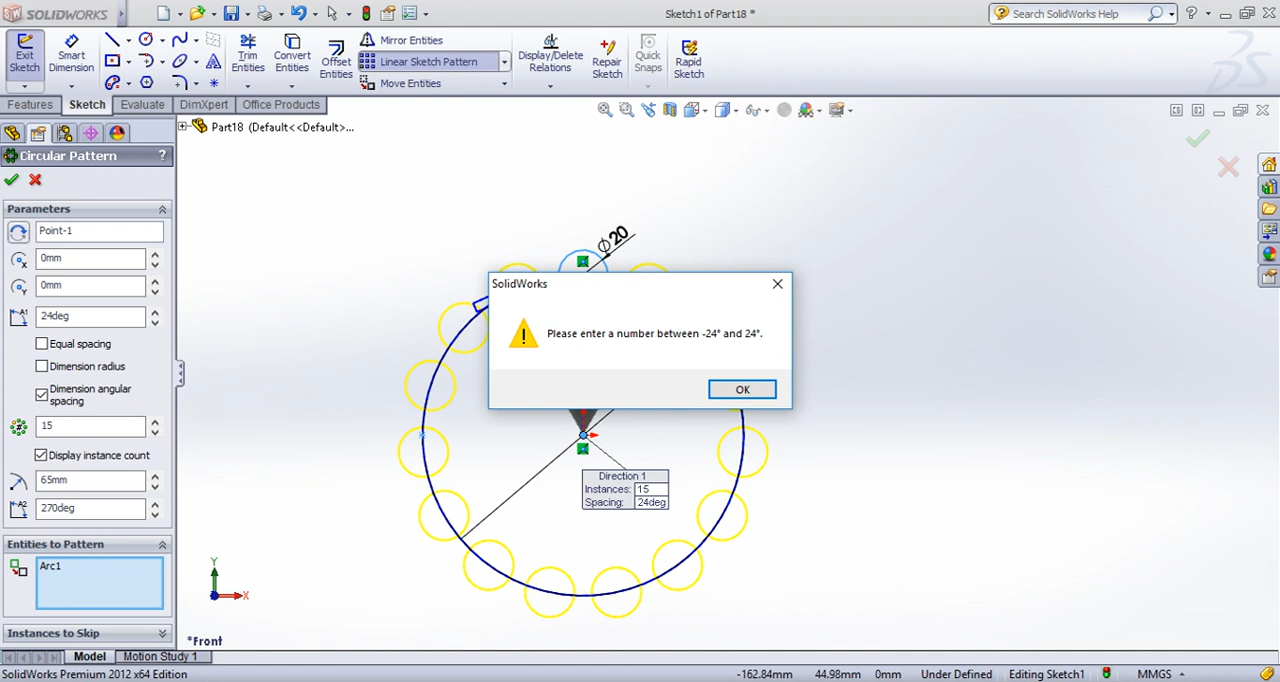 SOLIDWORKS
Sketch1 of Part18 *
Search SolidWorks Help
Exit Sketch
Smart Dimension
Trim Entities
Convert Entities
Offset Entities
Mirror Entities
Linear Sketch Pattern
Move Entities
Display/Delete Relations
Repair Sketch
Quick Snaps
Rapid Sketch
Features
Sketch
Evaluate
DimXpert
Office Products
Part18 (Default<<Default>...
Circular Pattern
?
Parameters
Point-1
0mm
0mm
24deg
Equal spacing
Dimension radius
Dimension angular
spacing
15
Display instance count
65mm
270deg
Entities to Pattern
Arc1
Instances to Skip
Ø20
SolidWorks
Please enter a number between -24° and 24°.
OK
Direction 1
Instances: 15
Spacing: 24deg
Y
X
*Front
Model
Motion Study 1
SolidWorks Premium 2012 x64 Edition
-162.84mm
44.98mm
0mm
Under Defined
Editing Sketch1
MMGS